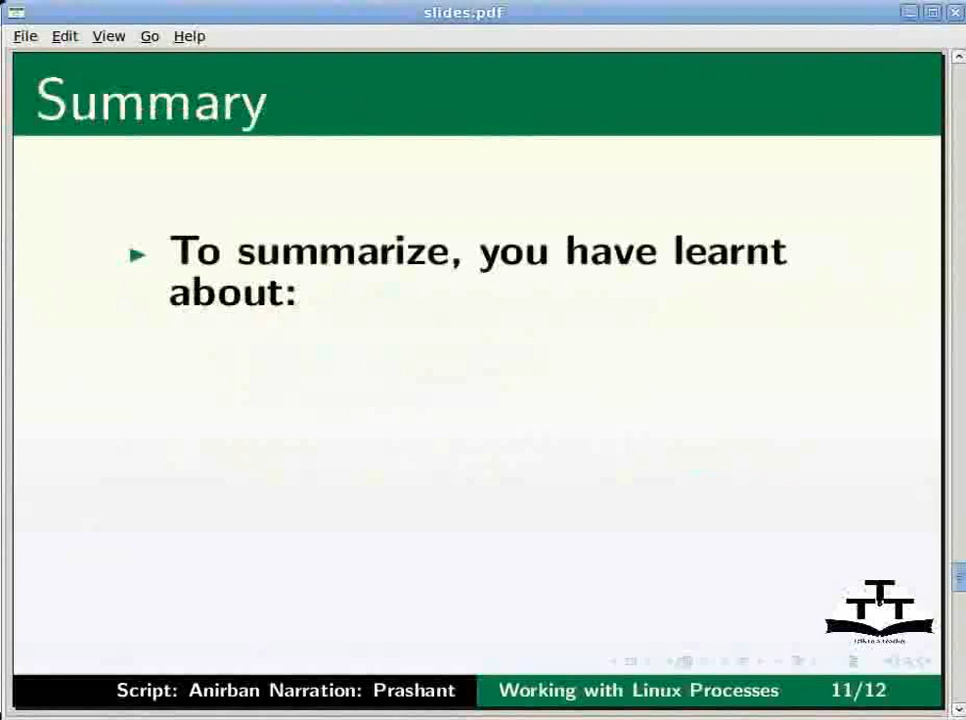 slides.pdf
File Edit View Go Help
Summary
To summarize, you have learnt
about:
TTT
Script: Anirban Narration: Prashant Working with Linux Processes 11/12